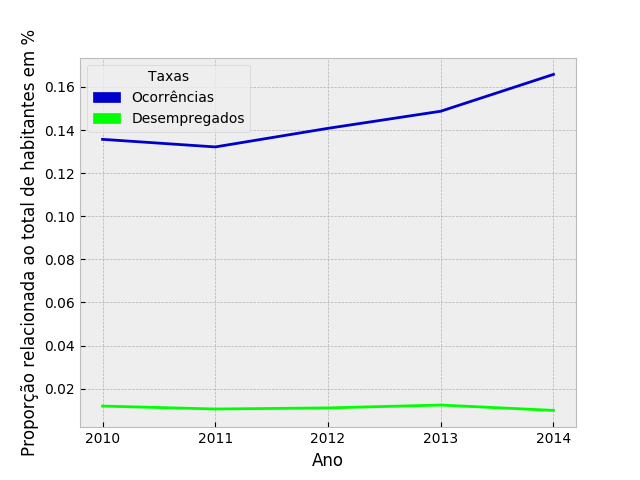 Proporção relacionada ao total de habitantes em %
Taxas
Ocorrências
Desempregados
0.16
0.14
0.12
0.10
0.08
0.06
0.04
0.02
2010 2011 2012 2013 2014
Ano